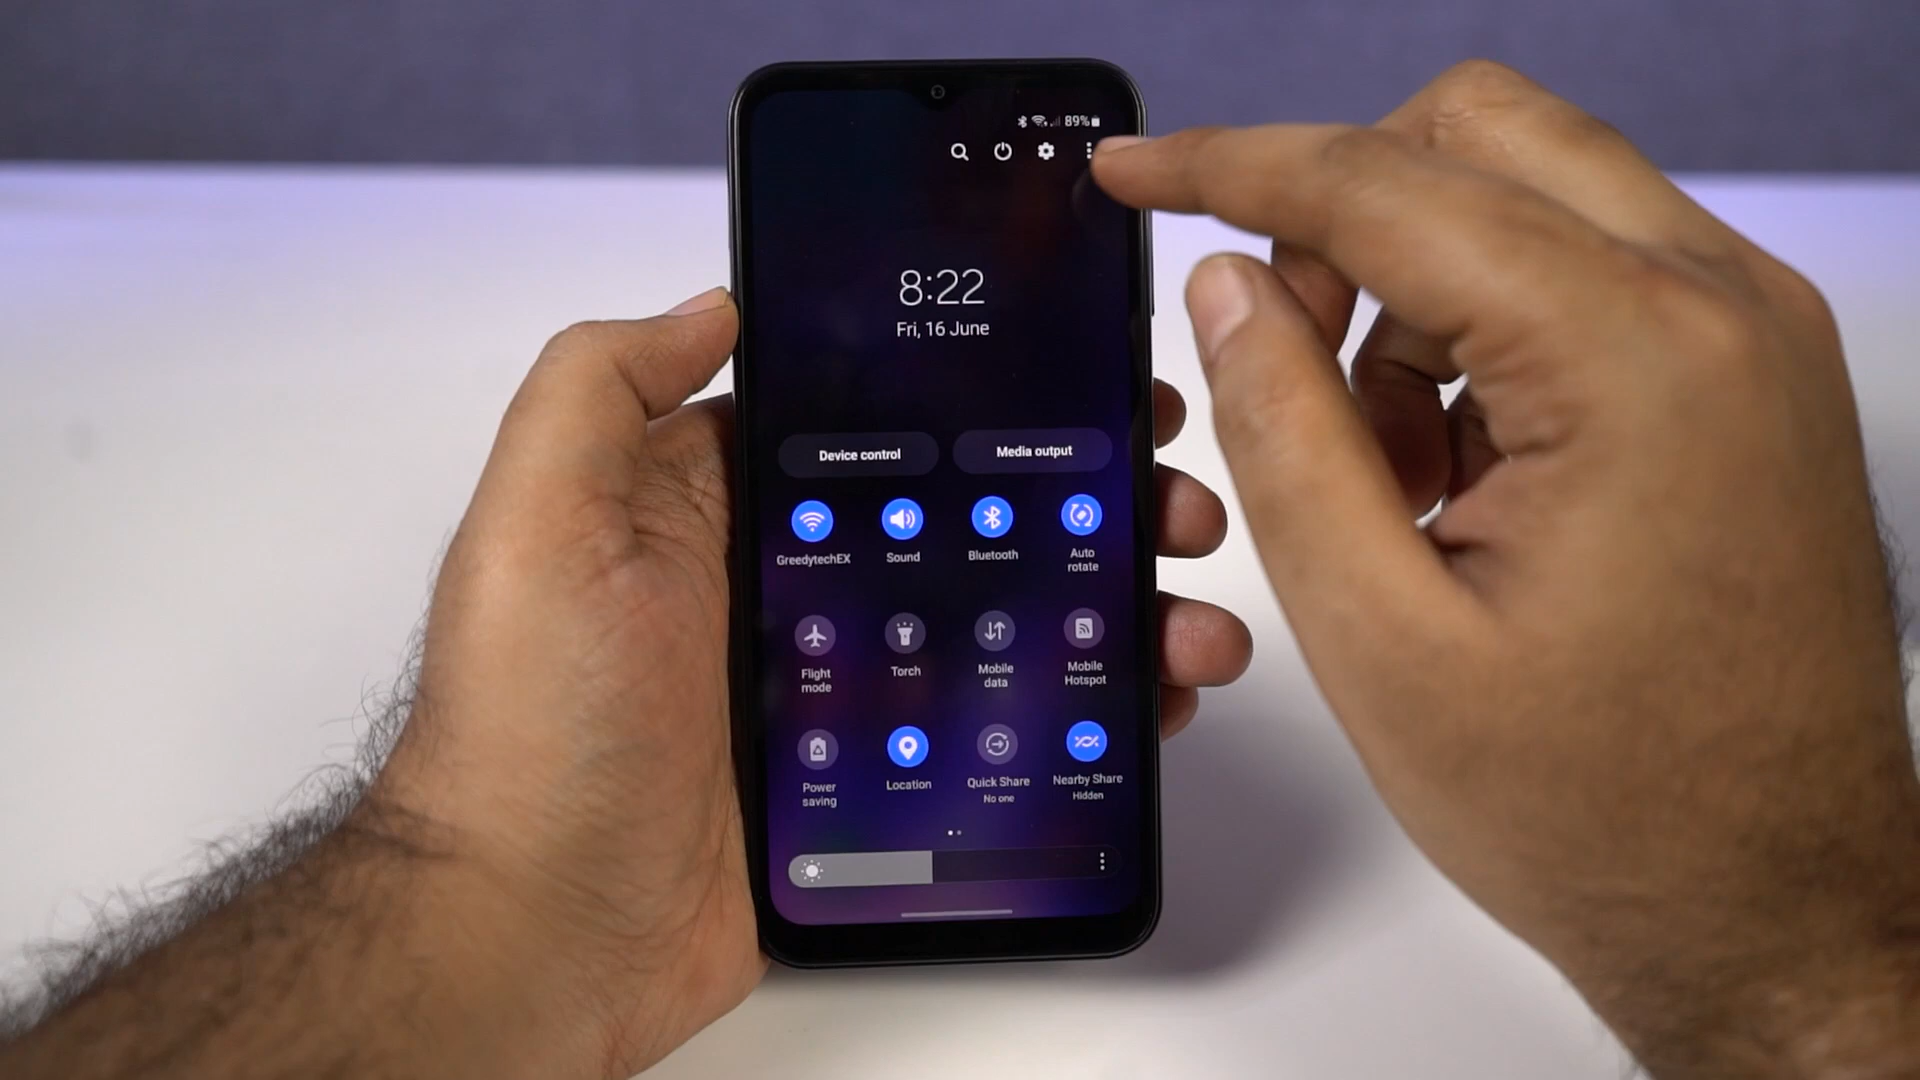 89%
8:22
Fri, 16 June
Device control
Media output
GreedytechEX
Sound
Bluetooth
Auto
rotate
Flight
mode
Torch
Mobile
data
Mobile
Hotspot
Power
saving
Location
Quick Share
No one
Nearby Share
Hidden